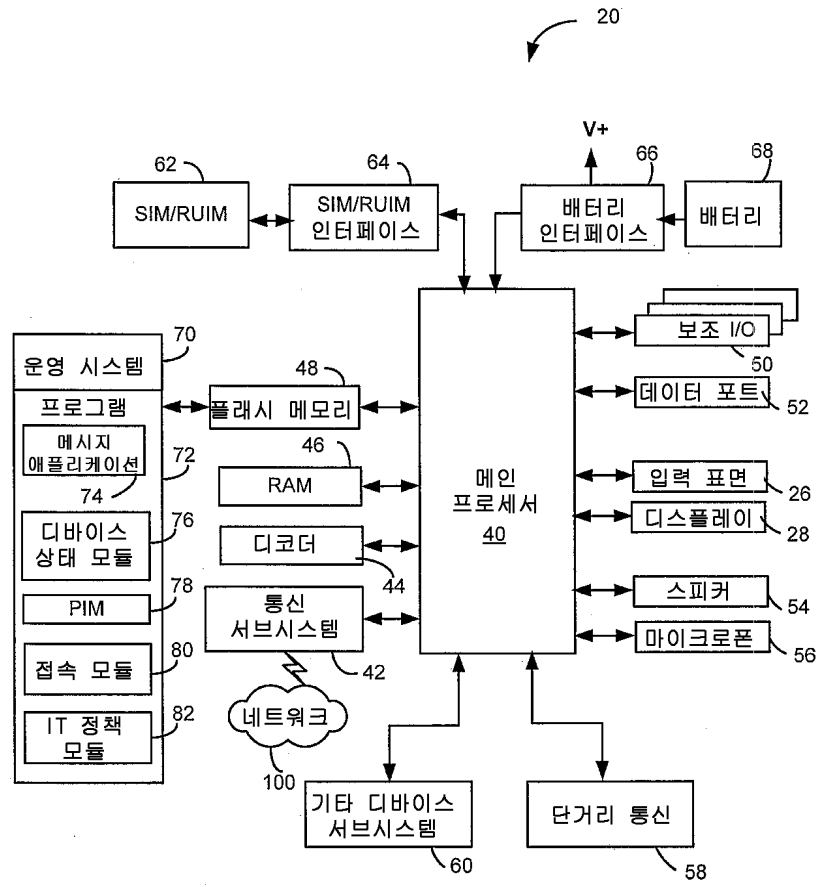 20
V+
62
64
66
68
SIM/RUIM
SIM/RUIM
인터페이스
배터리
인터페이스
배터리
70
운영 시스템
프로그램
메시지
애플리케이션
74
72
디바이스
상태 모듈
76
PIM
78
접속 모듈
80
IT 정책
모듈
82
48
플래시 메모리
46
RAM
디코더
44
통신
서브시스템
42
네트워크
100
메인
프로세서
40
보조 I/O
50
데이터 포트
52
입력 표면
26
디스플레이
28
스피커
54
마이크로폰
56
기타 디바이스
서브시스템
60
단거리 통신
58